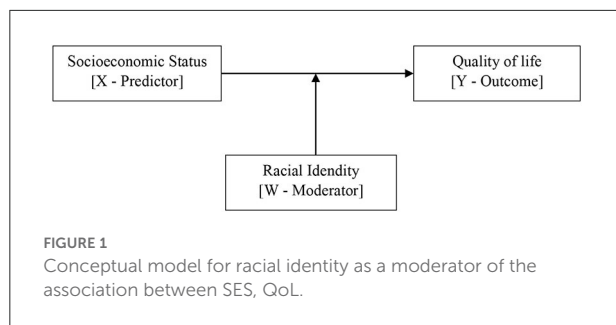 Socioeconomic Status
[X - Predictor]
Quality of life
[Y - Outcome]
Racial Idendity
[W - Moderator]
FIGURE 1
Conceptual model for racial identity as a moderator of the
association between SES, QoL.